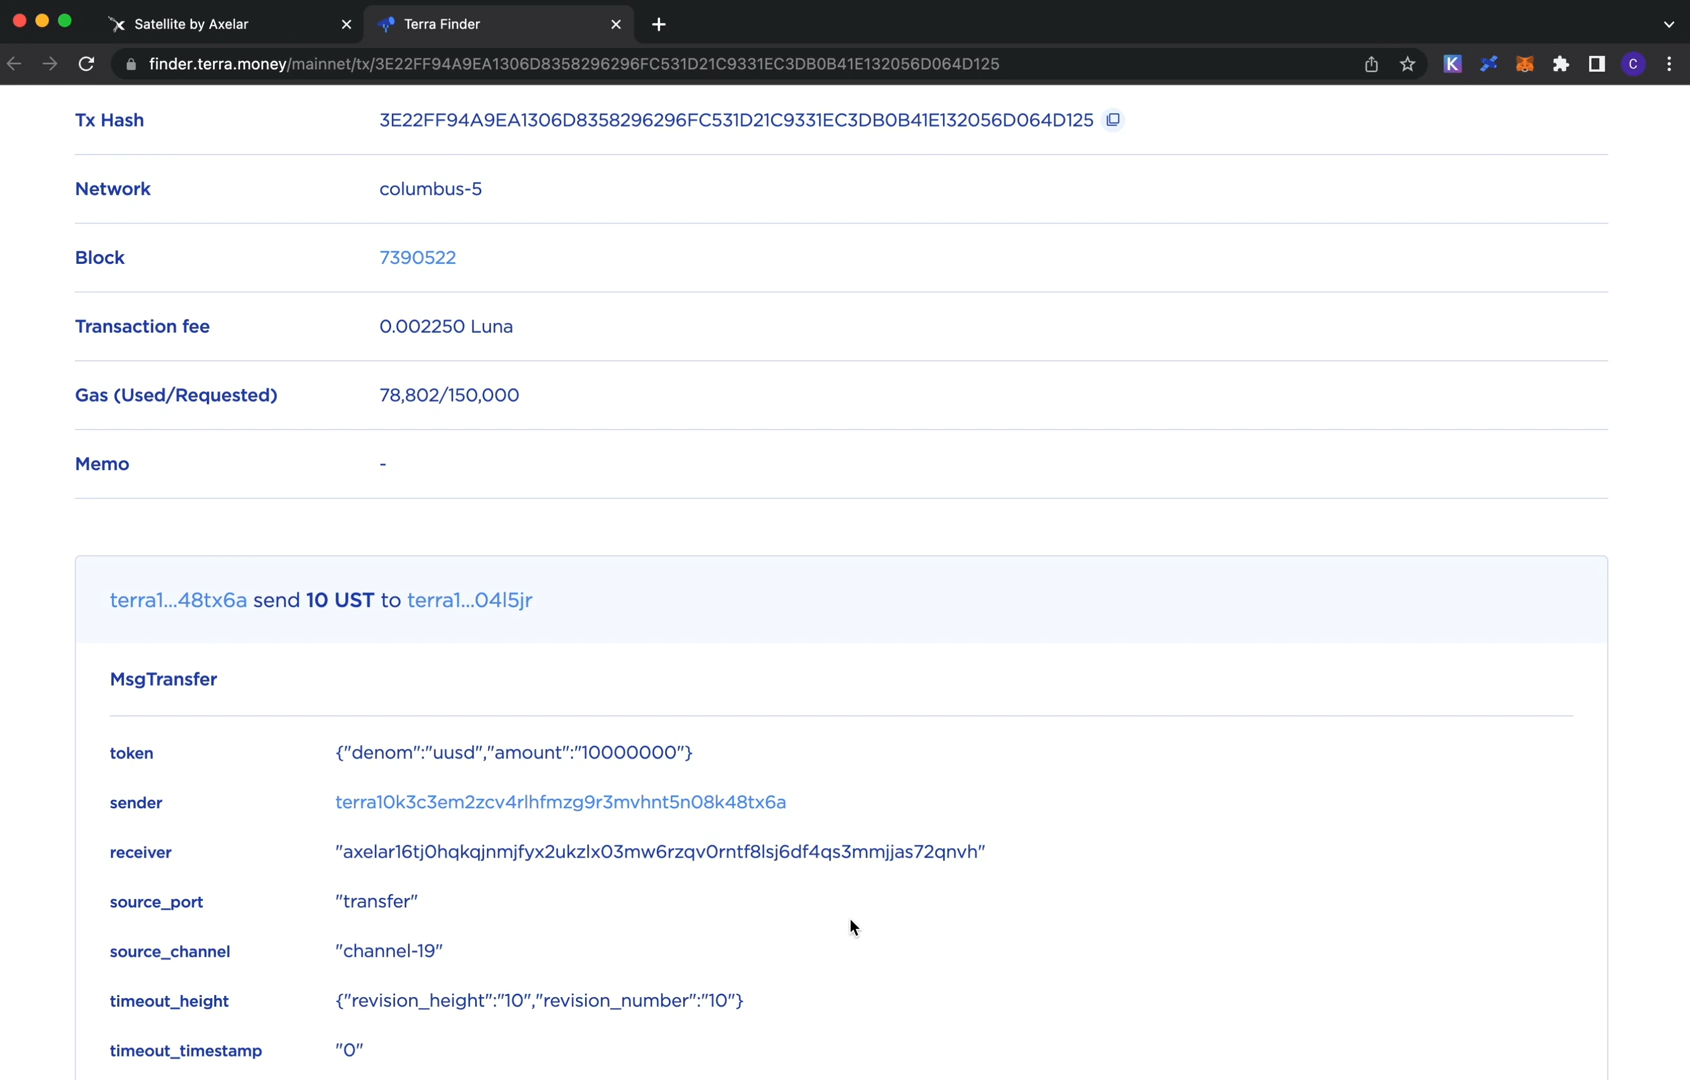 Satellite by Axelar
Terra Finder
finder.terra.money/mainnet/tx/3E22FF94A9EA1306D8358296296FC531D21C9331EC3DB0B41E132056D064D125
K
C
Tx Hash 3E22FF94A9EA1306D8358296296FC531D21C9331EC3DB0B41E132056D064D125
Network columbus-5
Block 7390522
Transaction fee 0.002250 Luna
Gas (Used/Requested) 78,802/150,000
Memo -
terra1...48tx6a send 10 UST to terra1...04l5jr
MsgTransfer
token {"denom":"uusd","amount":"10000000"}
sender terra10k3c3em2zcv4rlhfmzg9r3mvhnt5n08k48tx6a
receiver "axelar16tj0hqkqjnmjfyx2ukzlx03mw6rzqv0rntf8lsj6df4qs3mmjjas72qnvh"
source_port "transfer"
source_channel "channel-19"
timeout_height {"revision_height":"10","revision_number":"10"}
timeout_timestamp "0"